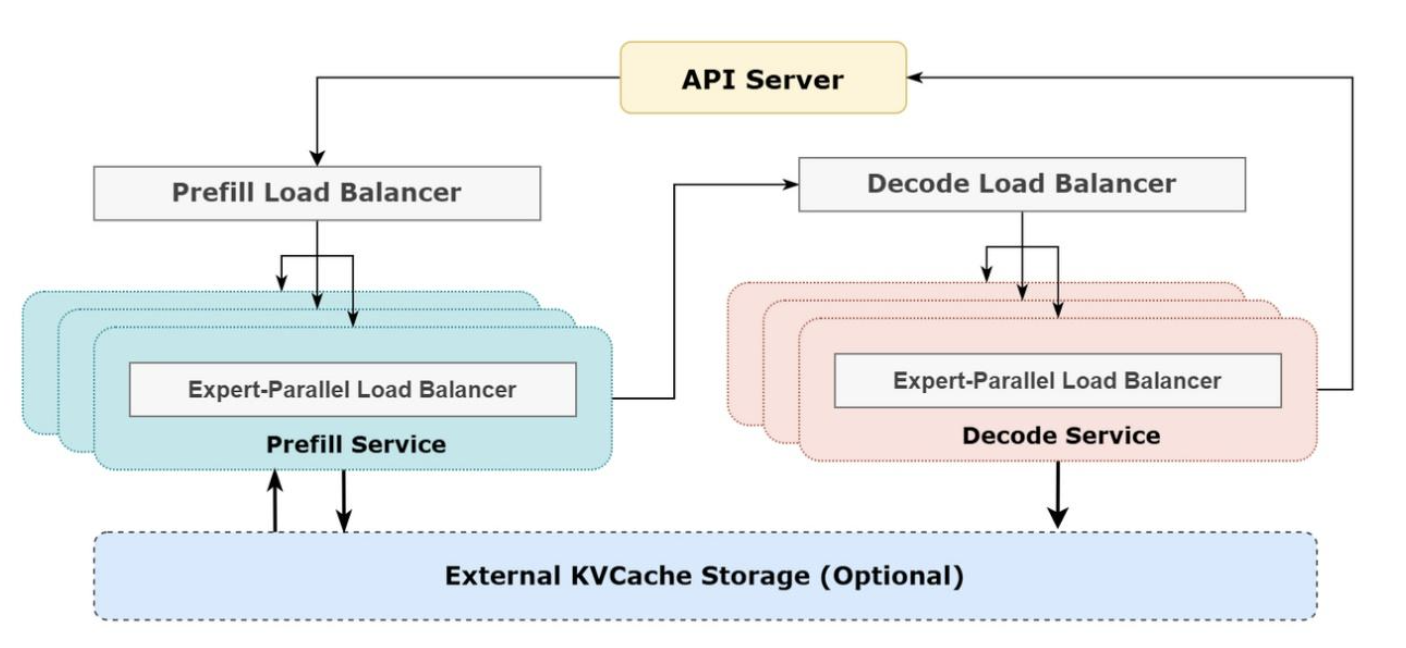 API Server
Prefill Load Balancer
Decode Load Balancer
Expert-Parallel Load Balancer
Prefill Service
Expert-Parallel Load Balancer
Decode Service
External KVCache Storage (Optional)